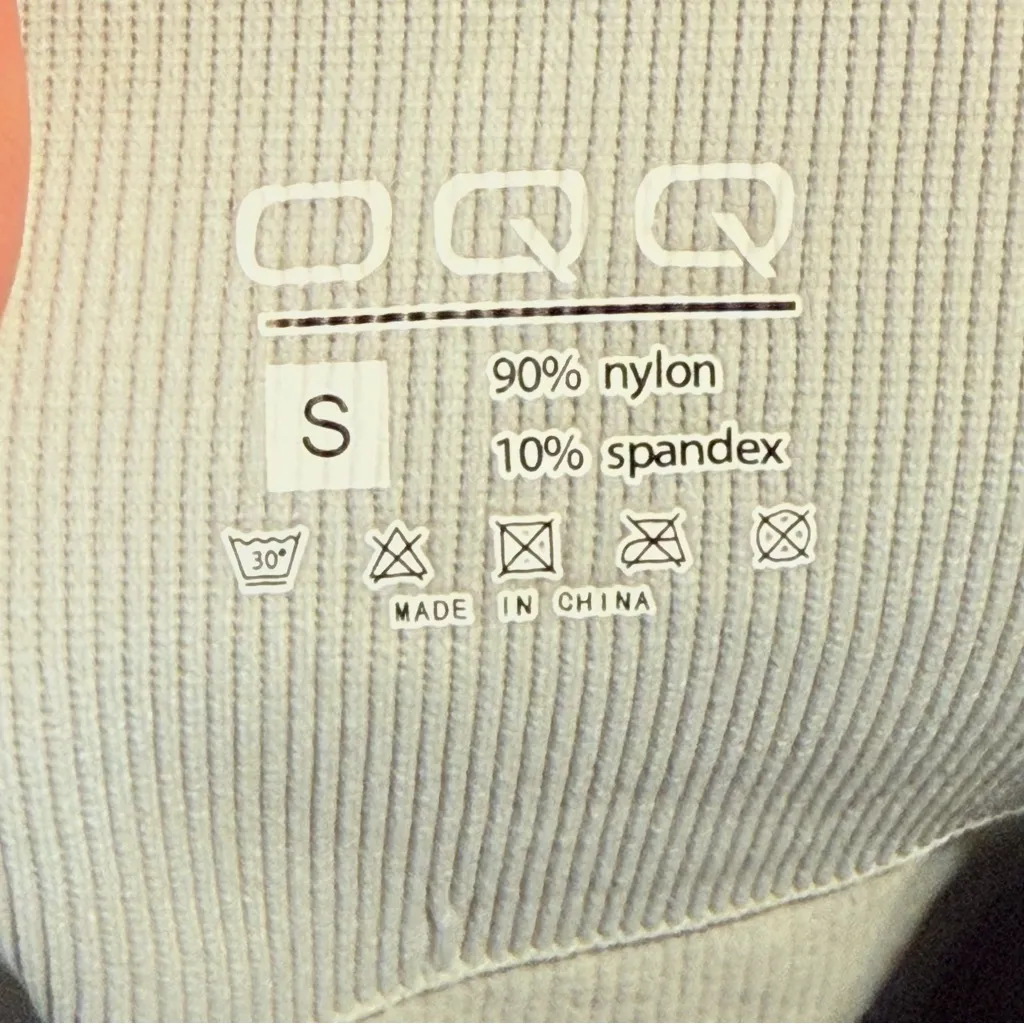 OQQ
S
90% nylon
10% spandex
30°
MADE IN CHINA